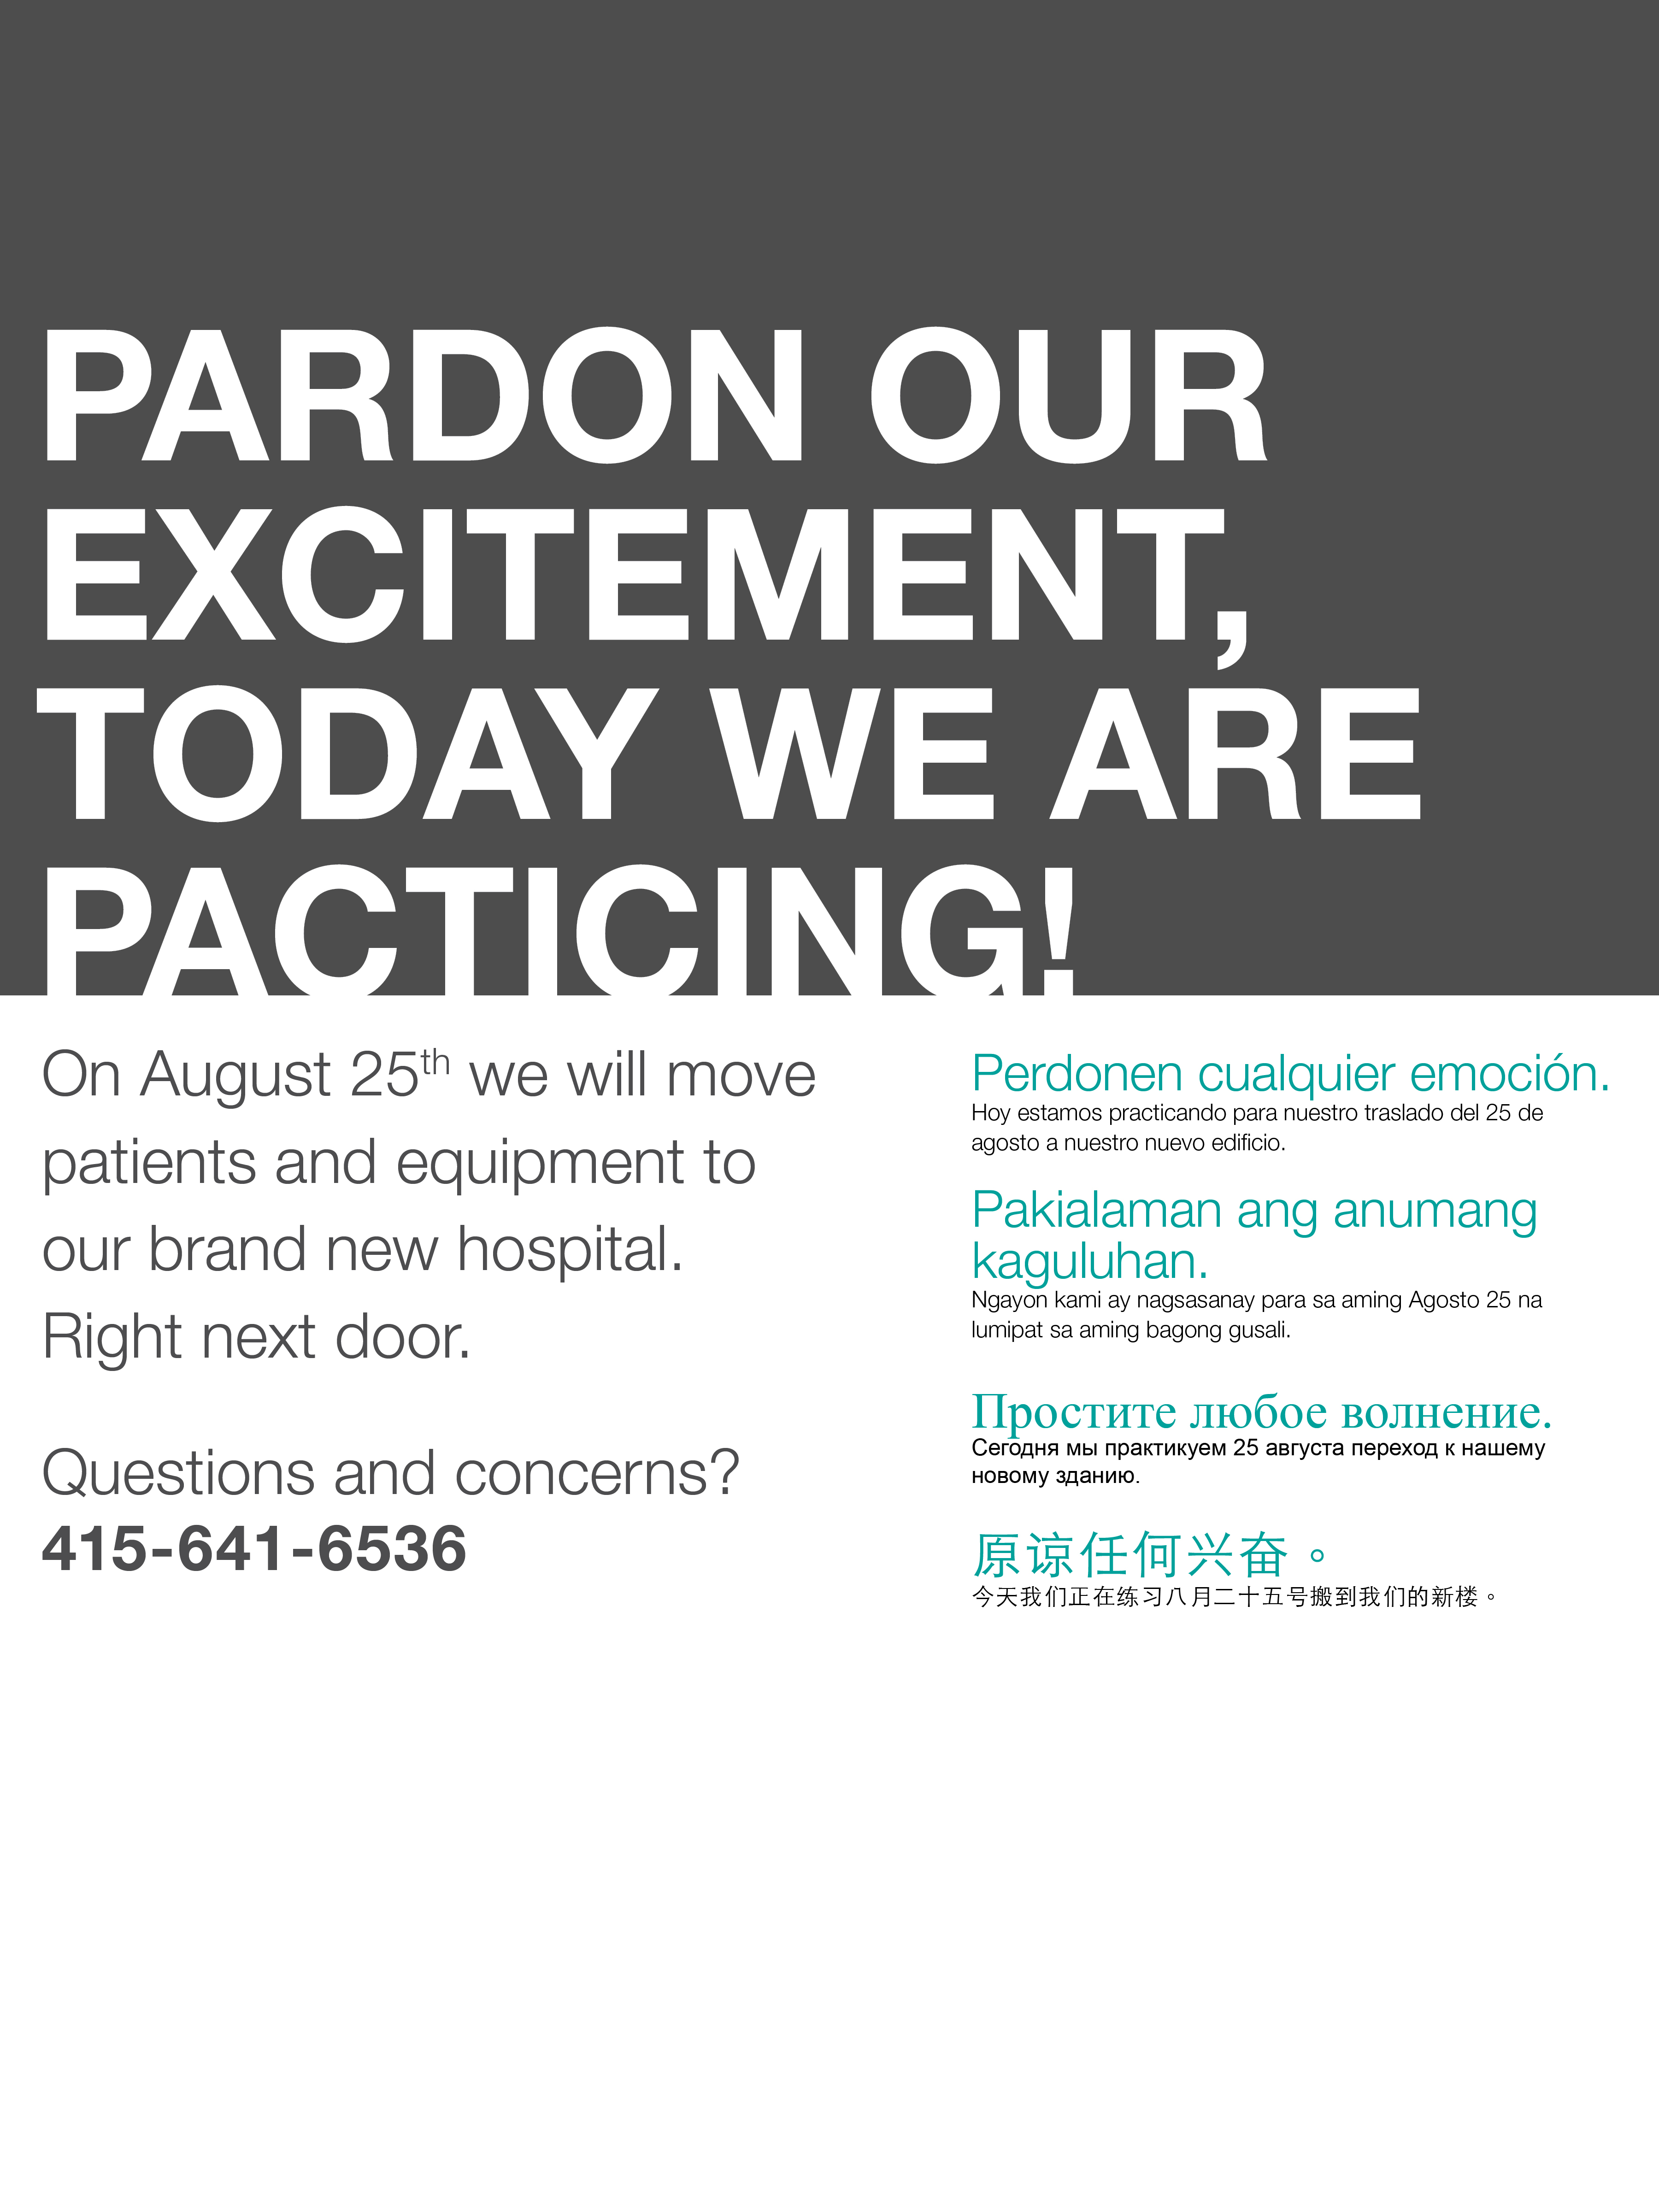 PARDON OUR
EXCITEMENT,
TODAY WE ARE
PACTICING!
On August 25th we will move
patients and equipment to
our brand new hospital.
Right next door.
Questions and concerns?
415-641-6536
Perdonen cualquier emoción.
Hoy estamos practicando para nuestro traslado del 25 de
agosto a nuestro nuevo edificio.
Pakialaman ang anumang
kaguluhan.
Ngayon kami ay nagsasanay para sa aming Agosto 25 na
lumipat sa aming bagong gusali.
Простите любое волнение.
Сегодня мы практикуем 25 августа переход к нашему
новому зданию.
原谅任何兴奋。
今天我们正在练习八月二十五号搬到我们的新楼。